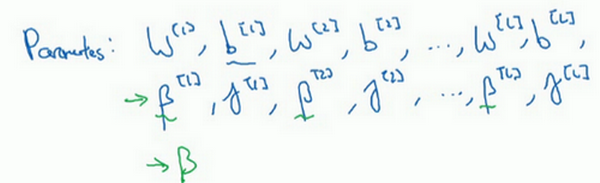 Parameters: W^[1], b^[1], W^[2], b^[2], ..., W^[L], b^[L],
→ β^[1], γ^[1], β^[2], γ^[2], ..., β^[L], γ^[L]
→ β